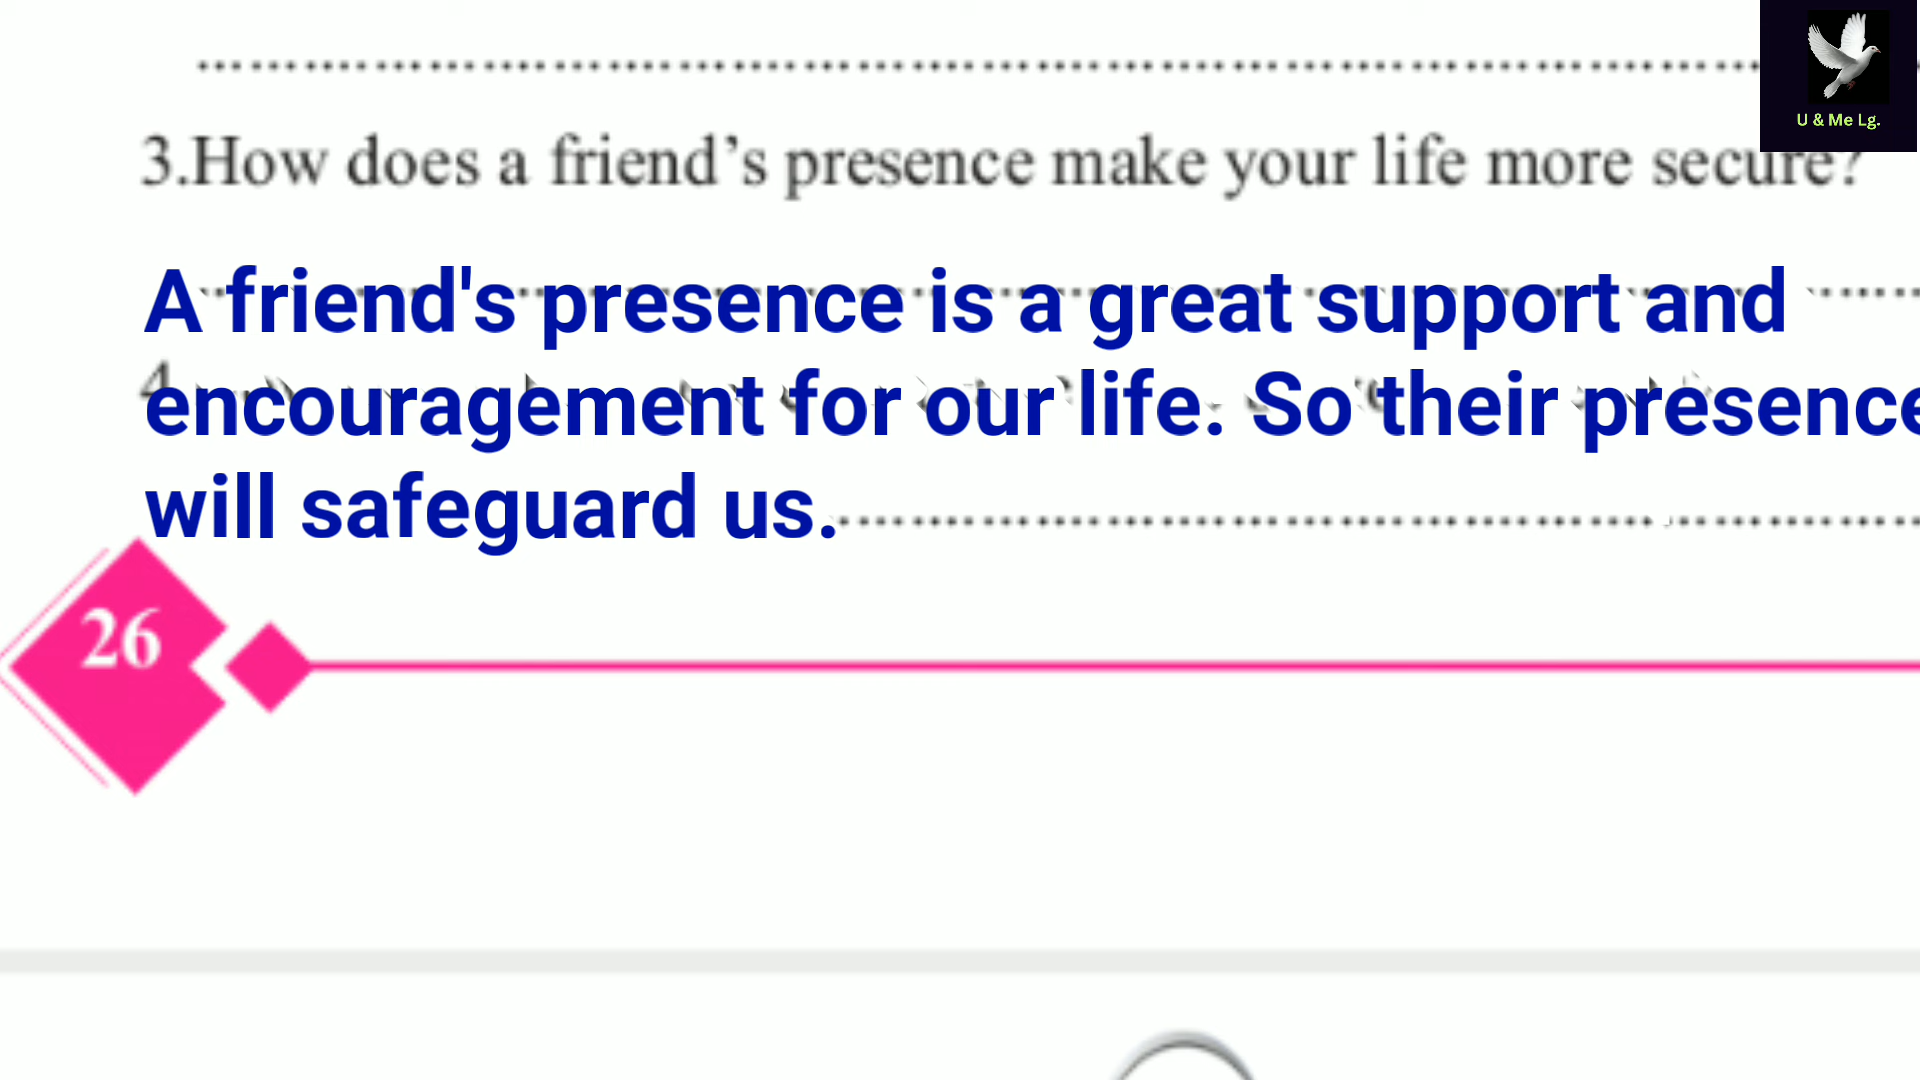 U & Me Lg.
3.How does a friend’s presence make your life more secure?
A friend's presence is a great support and
encouragement for our life. So their presence
will safeguard us.
26